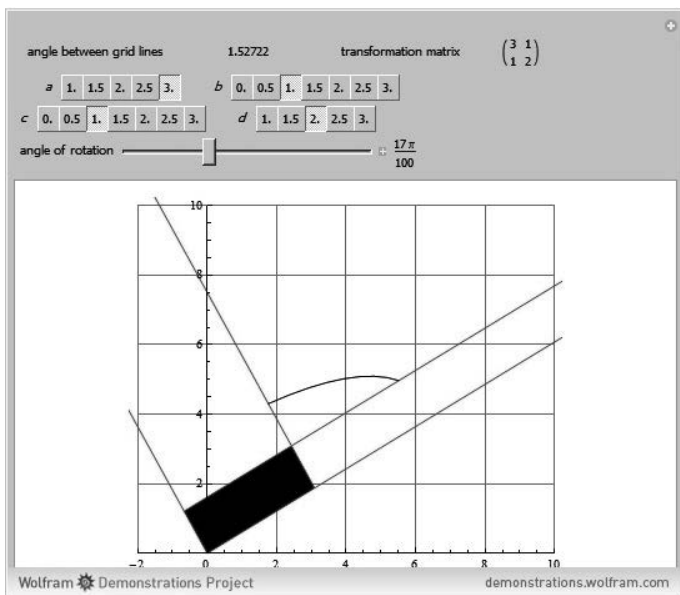 angle between grid lines 1.52722 transformation matrix (3 1
1 2)
a 1. 1.5 2. 2.5 3. b 0. 0.5 1. 1.5 2. 2.5 3.
c 0. 0.5 1. 1.5 2. 2.5 3. d 1. 1.5 2. 2.5 3.
angle of rotation 17 π
100
10
8
6
4
2
−2 0 2 4 6 8 10
Wolfram Demonstrations Project demonstrations.wolfram.com